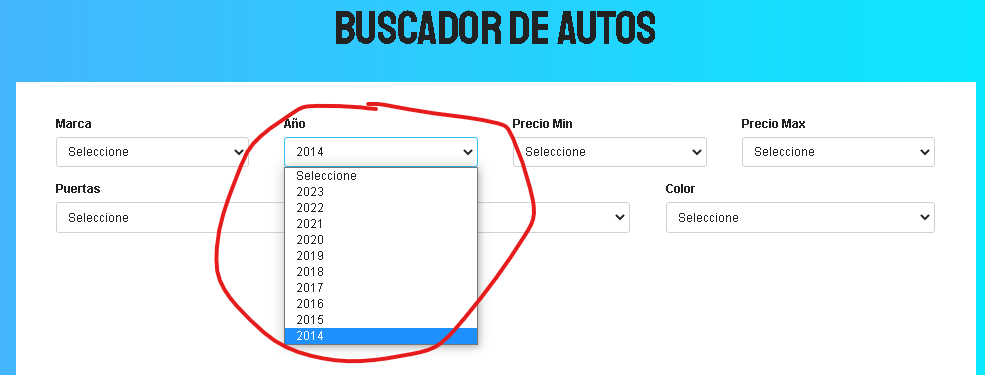 BUSCADOR DE AUTOS
Marca
Año
Precio Min
Precio Max
Seleccione
2014
Seleccione
Seleccione
Puertas
Color
Seleccione
Seleccione
Seleccione
2023
2022
2021
2020
2019
2018
2017
2016
2015
2014